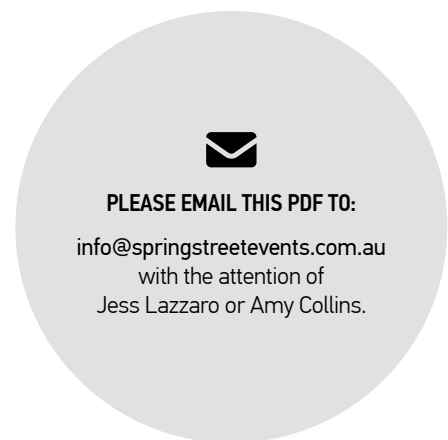 PLEASE EMAIL THIS PDF TO:
info@springstreetevents.com.au
with the attention of
Jess Lazzaro or Amy Collins.